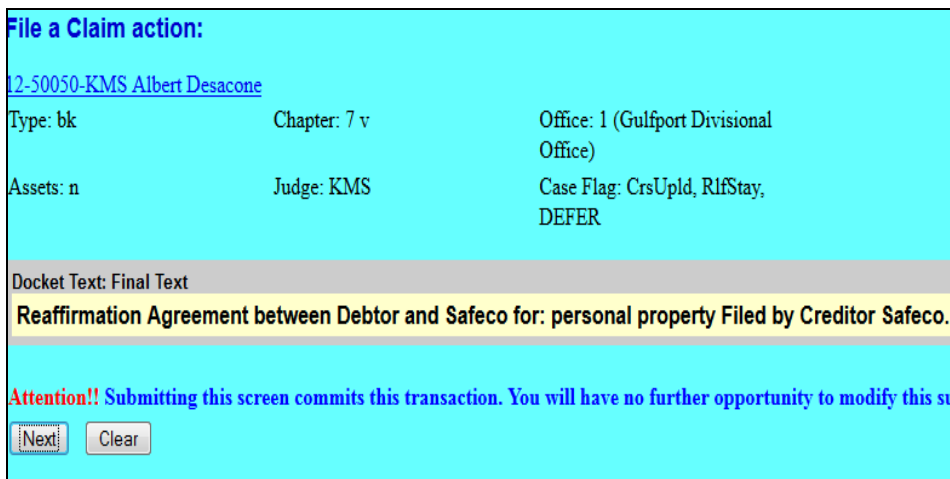 File a Claim action:
12-50050-KMS Albert Desacone
Type: bk Chapter: 7 v Office: 1 (Gulfport Divisional
Office)
Assets: n Judge: KMS Case Flag: CrsUpld, RlfStay,
DEFER
Docket Text: Final Text
Reaffirmation Agreement between Debtor and Safeco for: personal property Filed by Creditor Safeco.
Attention!! Submitting this screen commits this transaction. You will have no further opportunity to modify this
Next Clear